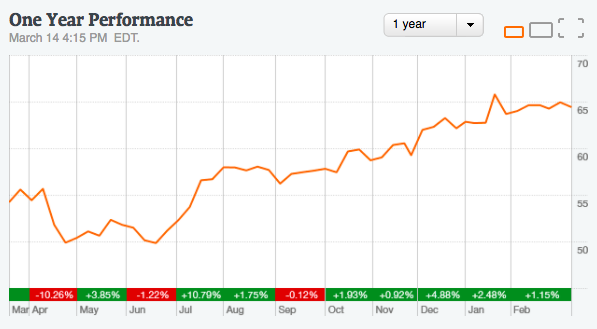 One Year Performance
March 14 4:15 PM EDT.
1 year
70
65
60
55
50
-10.26% +3.85% -1.22% +10.79% +1.75% -0.12% +1.93% +0.92% +4.88% +2.48% +1.15%
Mar Apr May Jun Jul Aug Sep Oct Nov Dec Jan Feb